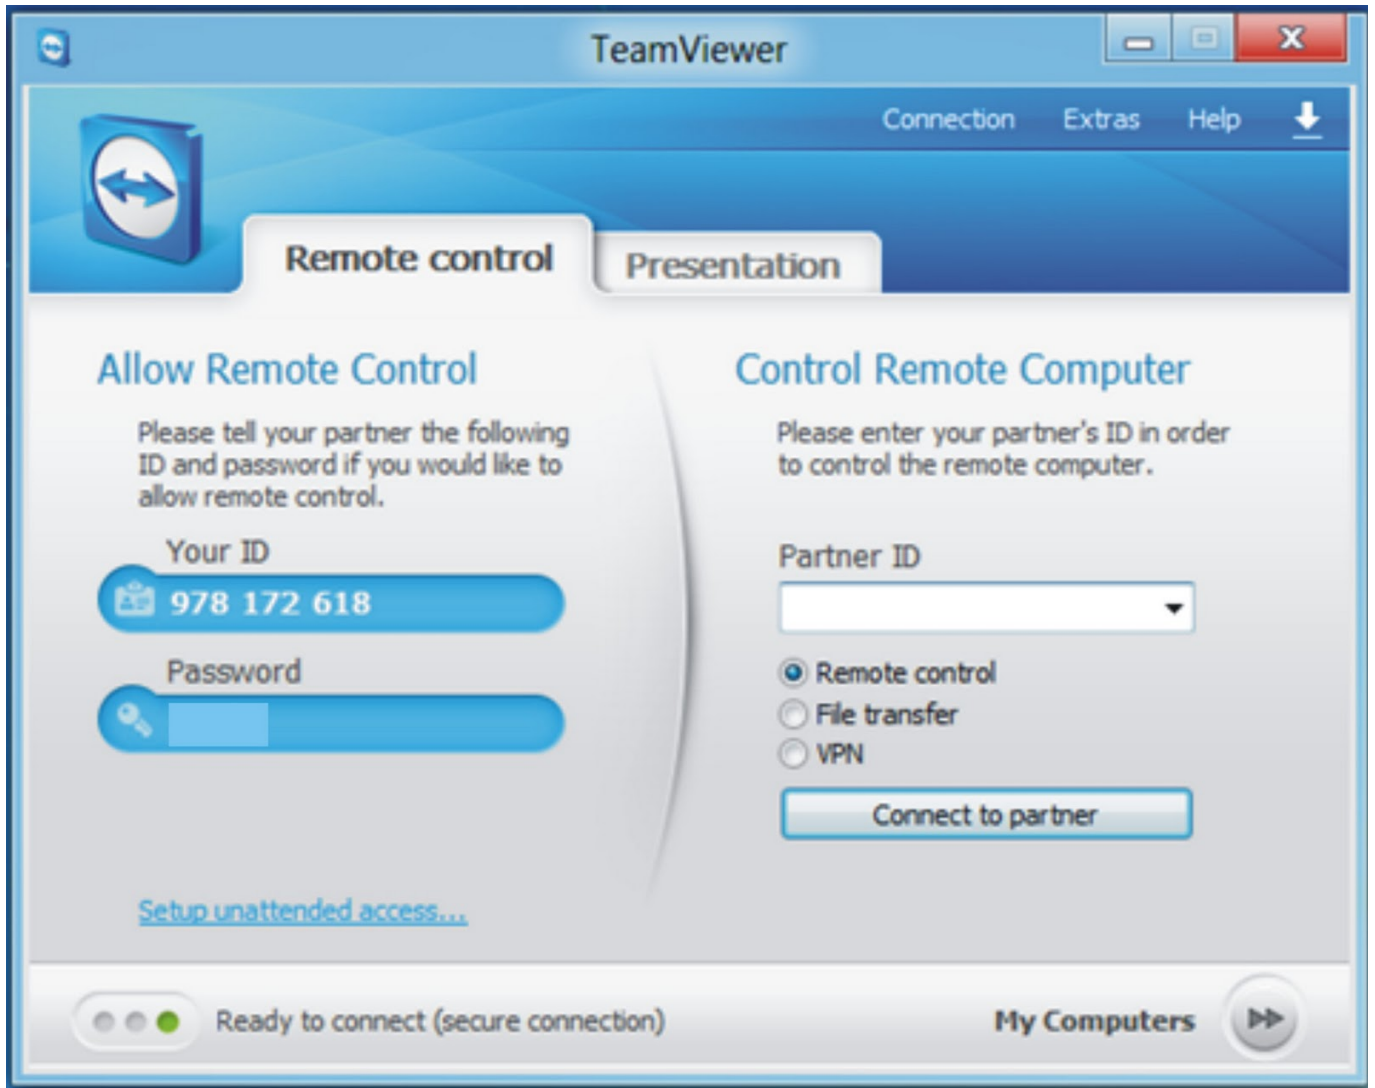 TeamViewer
Connection Extras Help
Remote control Presentation
Allow Remote Control
Please tell your partner the following
ID and password if you would like to
allow remote control.
Your ID
978 172 618
Password
Setup unattended access...
Control Remote Computer
Please enter your partner's ID in order
to control the remote computer.
Partner ID
Remote control
File transfer
VPN
Connect to partner
Ready to connect (secure connection)
My Computers